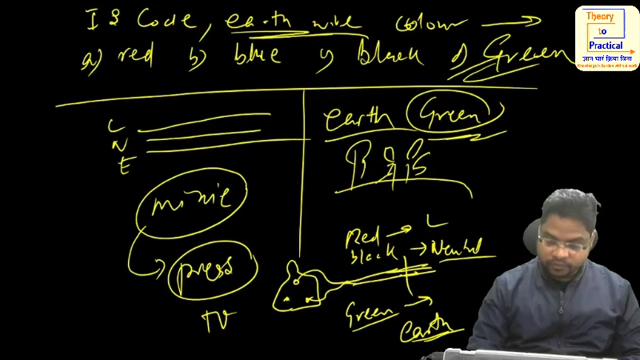 IS Code, earth wire colour →
a) red b) blue c) black d) Green
L
N
E
earth Green
mixie
press
TV
Red → L
black → Neutral
Green →
earth
Theory
to
Practical